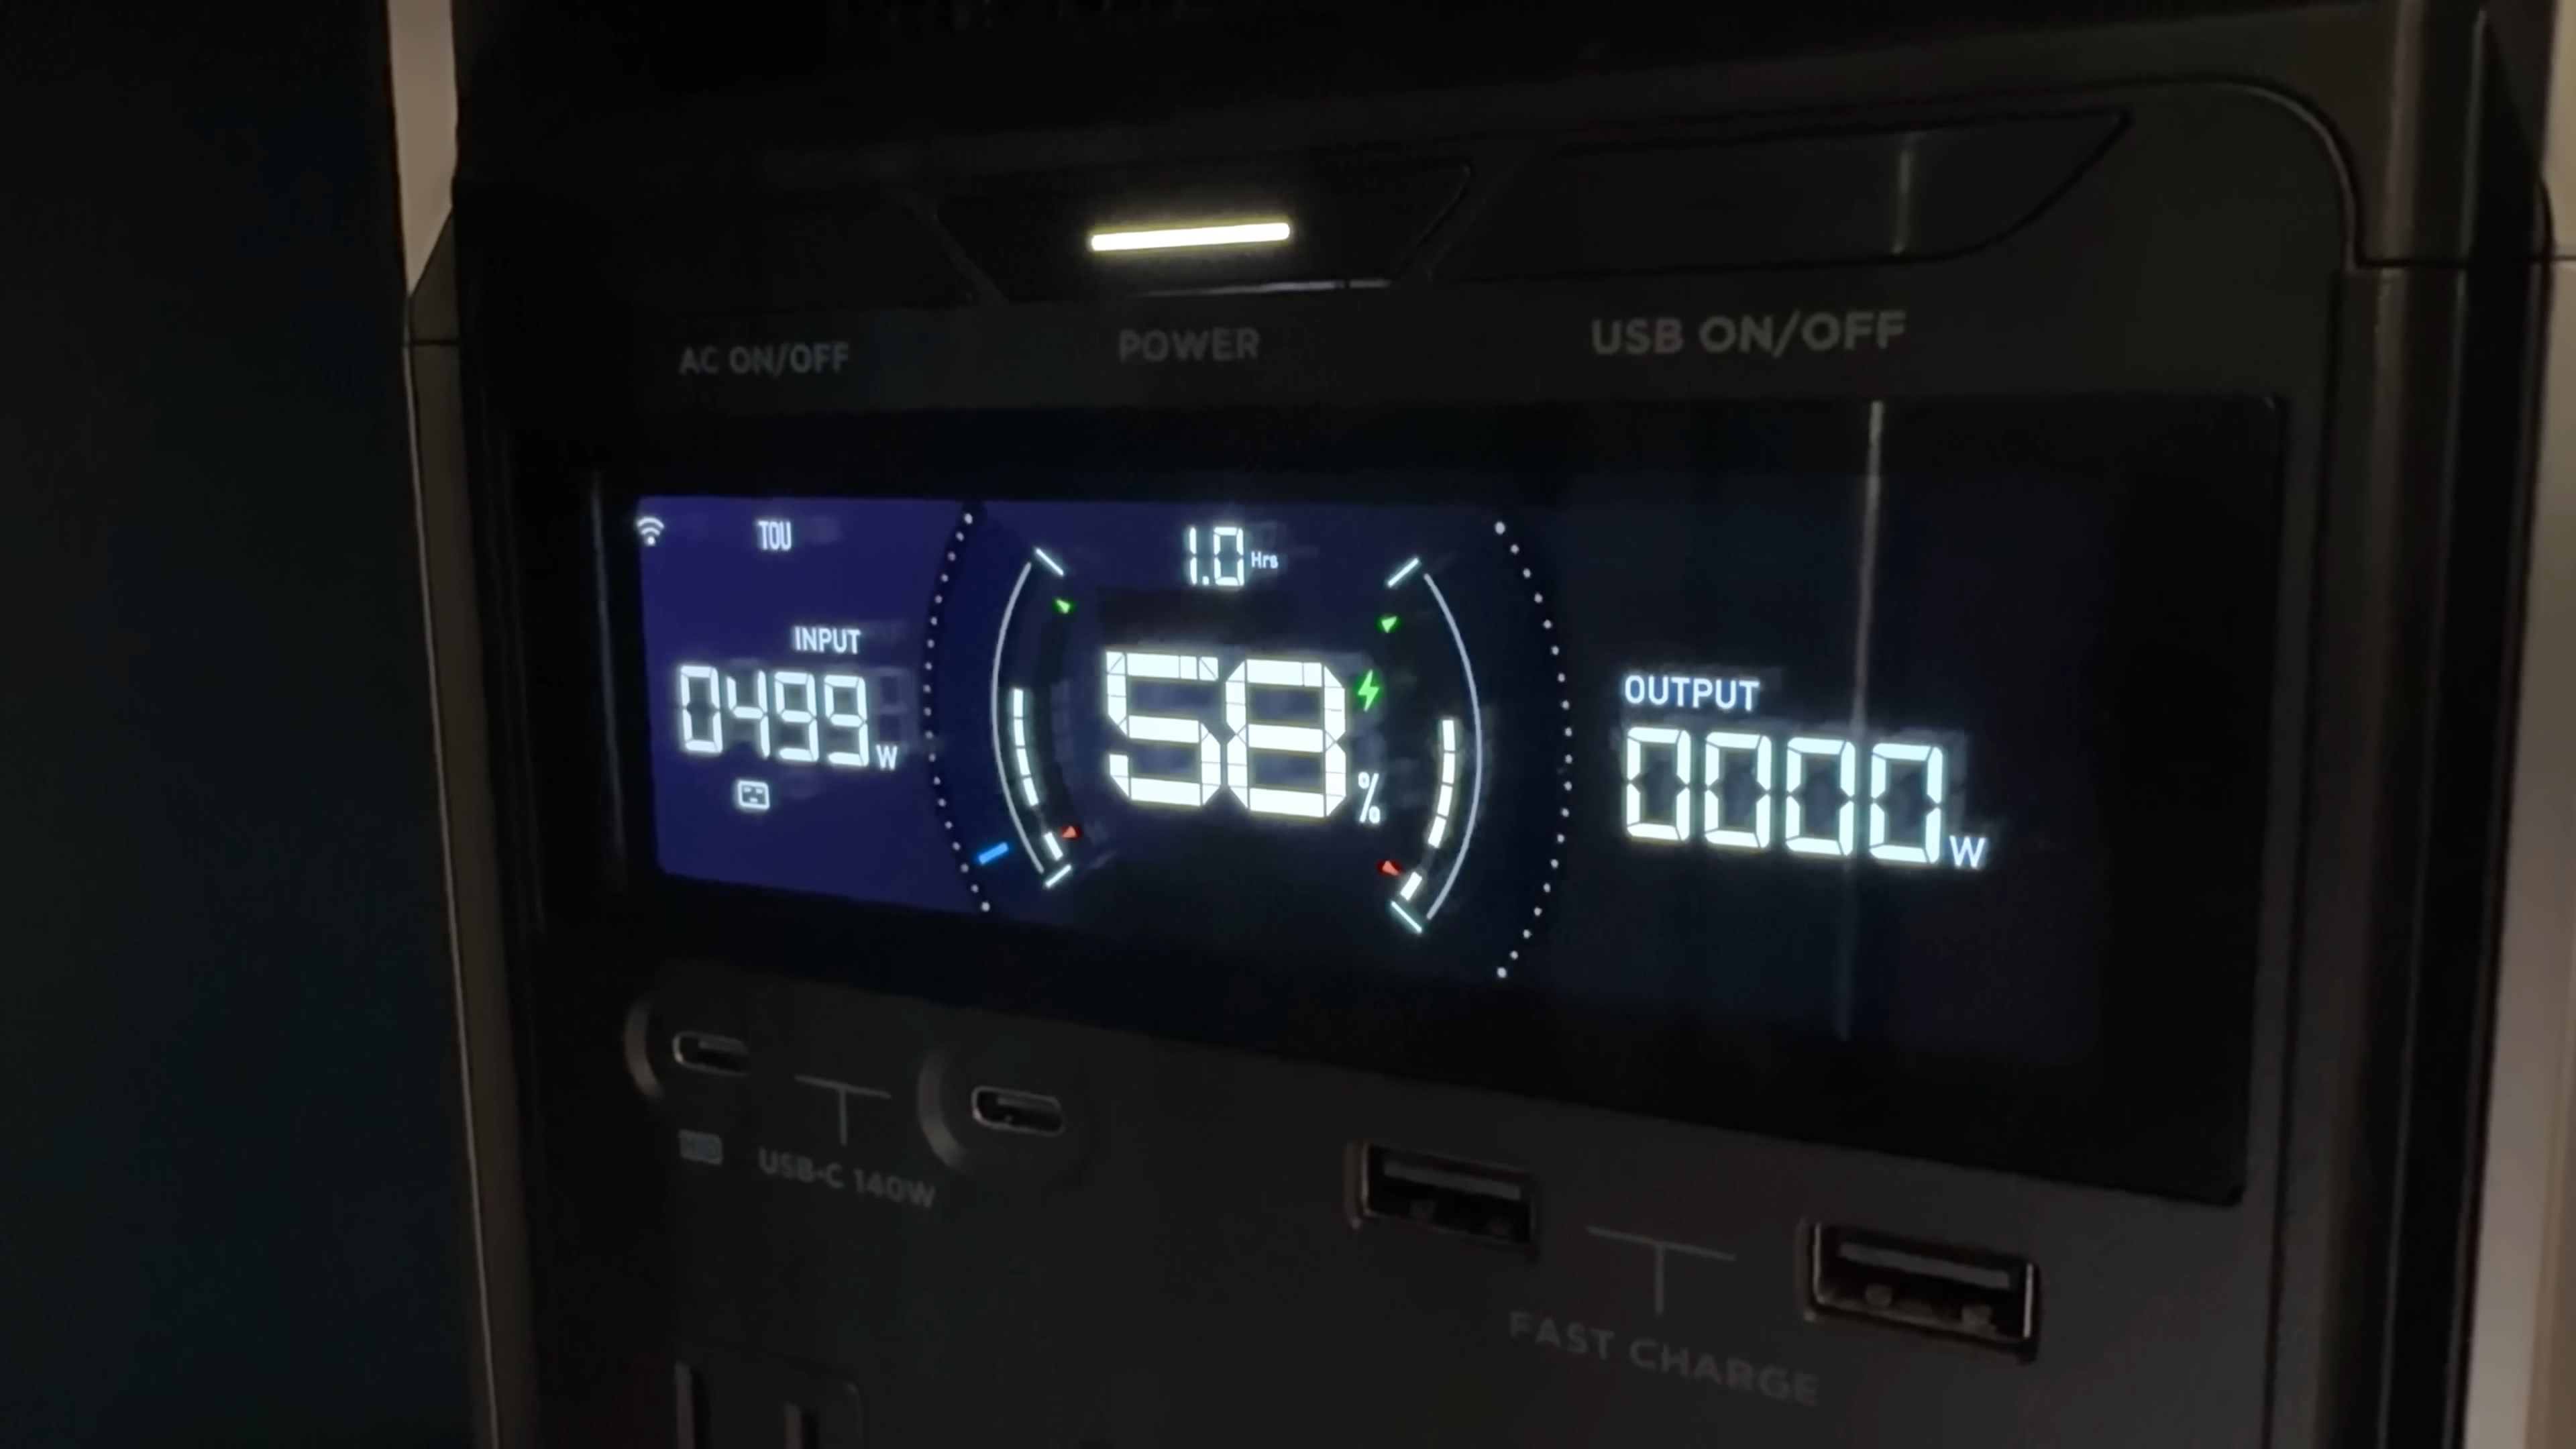 AC ON/OFF
POWER
USB ON/OFF
TOU
1.0 Hrs
INPUT
0499 W
58 %
OUTPUT
0000 W
USB-C 140W
FAST CHARGE